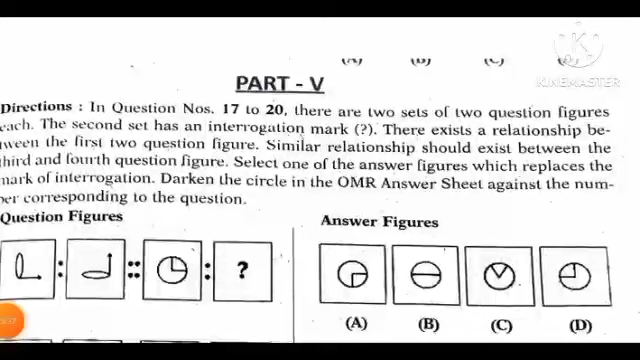 (A) (B) (C) (D)
KINEMASTER
PART - V
Directions : In Question Nos. 17 to 20, there are two sets of two question figures
each. The second set has an interrogation mark (?). There exists a relationship be-
tween the first two question figure. Similar relationship should exist between the
third and fourth question figure. Select one of the answer figures which replaces the
mark of interrogation. Darken the circle in the OMR Answer Sheet against the num-
ber corresponding to the question.
Question Figures
Answer Figures
: :: : ?
(A) (B) (C) (D)